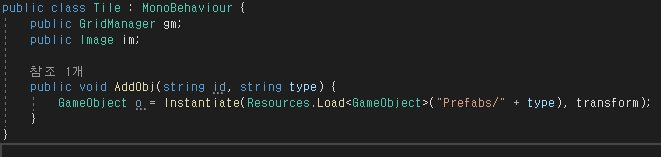 public class Tile : MonoBehaviour {
public GridManager gm;
public Image im;
참조 1개
public void AddObj(string id, string type) {
GameObject o = Instantiate(Resources.Load<GameObject>("Prefabs/" + type), transform);
}
}